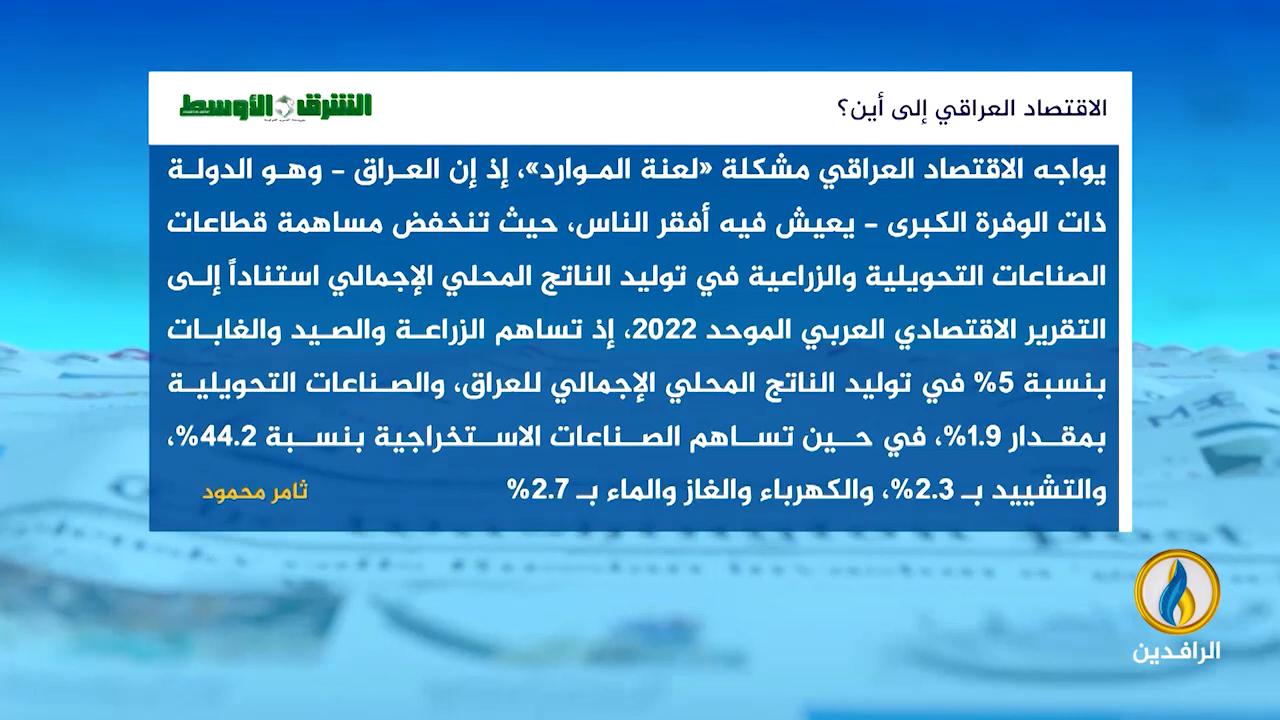 الاقتصاد العراقي إلى أين؟
الشرق الأوسط
يواجه الاقتصاد العراقي مشكلة «لعنة الموارد»، إذ إن العراق - وهو الدولة
ذات الوفرة الكبرى - يعيش فيه أفقر الناس، حيث تنخفض مساهمة قطاعات
الصناعات التحويلية والزراعية في توليد الناتج المحلي الإجمالي استناداً إلى
التقرير الاقتصادي العربي الموحد 2022، إذ تساهم الزراعة والصيد والغابات
بنسبة 5% في توليد الناتج المحلي الإجمالي للعراق، والصناعات التحويلية
بمقدار 1.9%، في حين تساهم الصناعات الاستخراجية بنسبة 44.2%،
والتشييد بـ 2.3%، والكهرباء والغاز والماء بـ 2.7%
ثامر محمود
الرافدين